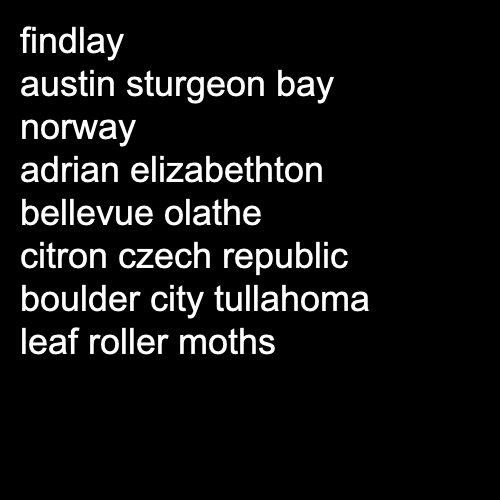 findlay
austin sturgeon bay
norway
adrian elizabethton
bellevue olathe
citron czech republic
boulder city tullahoma
leaf roller moths